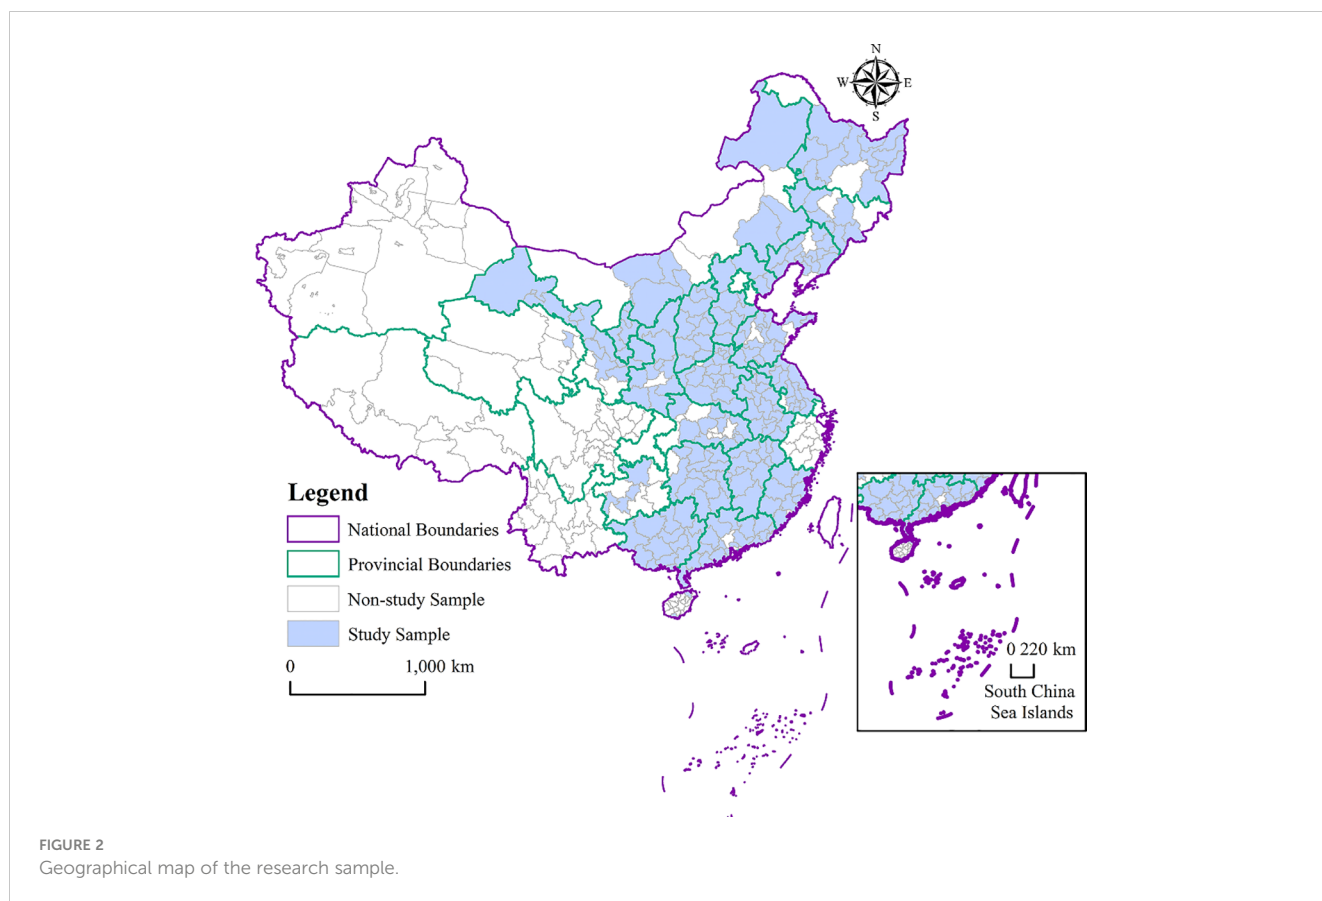 N
W
E
S
Legend
National Boundaries
Provincial Boundaries
Non-study Sample
Study Sample
0
1,000 km
0 220 km
South China
Sea Islands
FIGURE 2
Geographical map of the research sample.